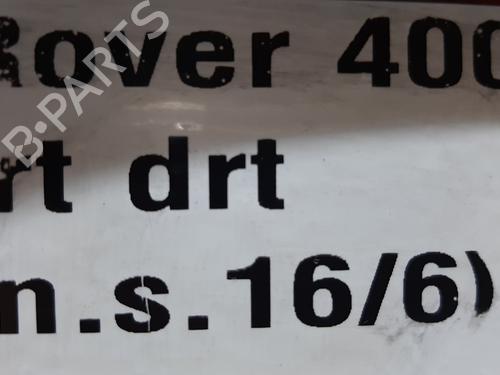 Rover 400
rt drt
n.s.16/6)
B-PARTS